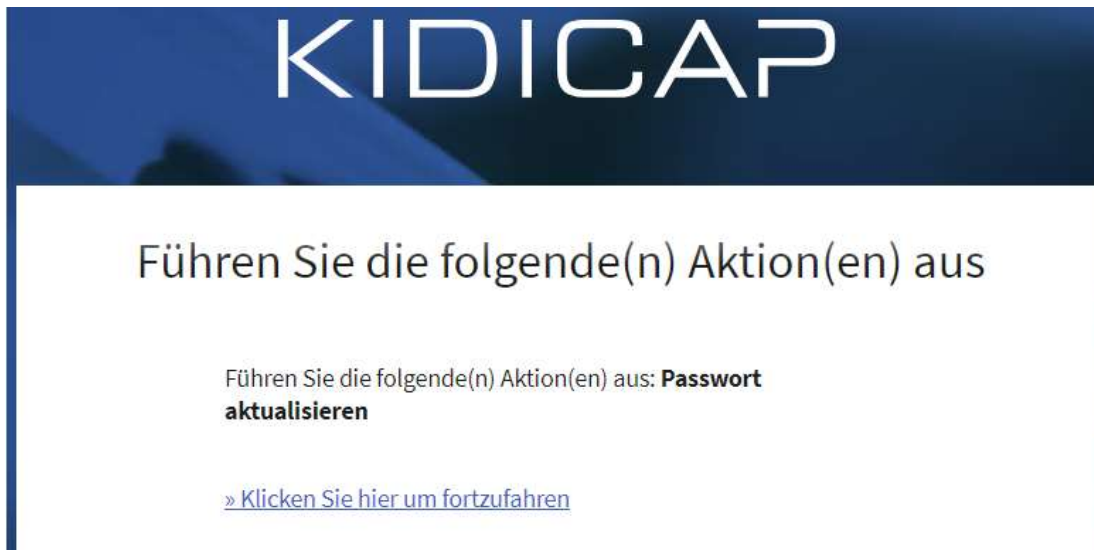 KIDICAP
Führen Sie die folgende(n) Aktion(en) aus
Führen Sie die folgende(n) Aktion(en) aus: Passwort
aktualisieren
» Klicken Sie hier um fortzufahren